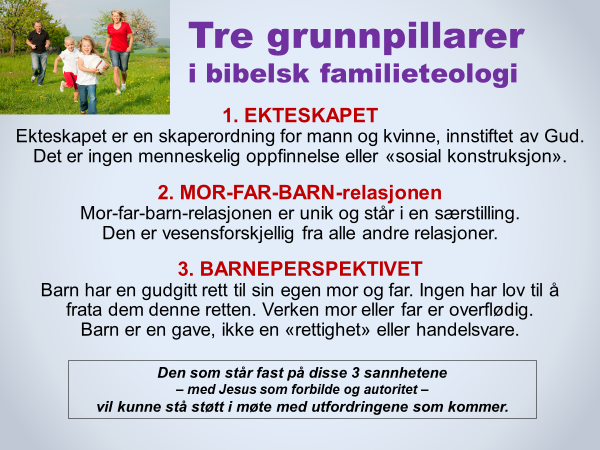 Tre grunnpillarer
i bibelsk familieteologi
1. EKTESKAPET
Ekteskapet er en skaperordning for mann og kvinne, innstiftet av Gud.
Det er ingen menneskelig oppfinnelse eller «sosial konstruksjon».
2. MOR-FAR-BARN-relasjonen
Mor-far-barn-relasjonen er unik og står i en særstilling.
Den er vesensforskjellig fra alle andre relasjoner.
3. BARNEPERSPEKTIVET
Barn har en gudgitt rett til sin egen mor og far. Ingen har lov til å
frata dem denne retten. Verken mor eller far er overflødig.
Barn er en gave, ikke en «rettighet» eller handelsvare.
Den som står fast på disse 3 sannhetene
– med Jesus som forbilde og autoritet –
vil kunne stå støtt i møte med utfordringene som kommer.